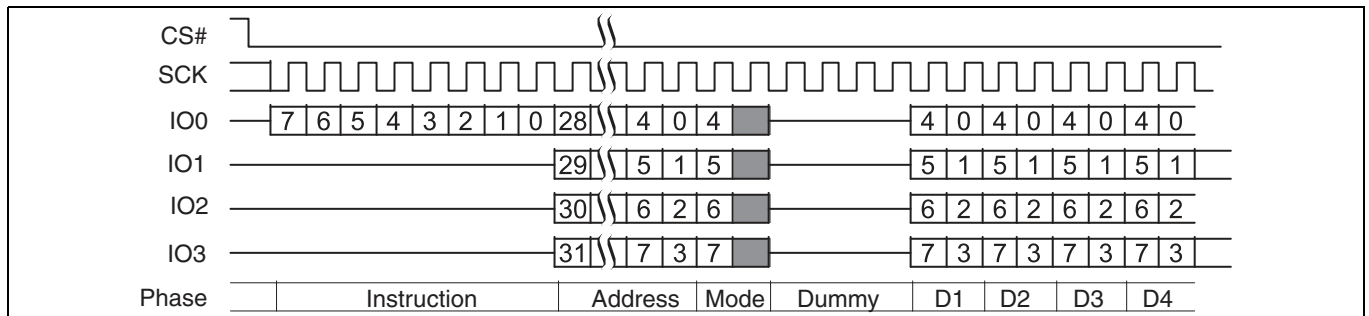 CS#
SCK
IO0 7 6 5 4 3 2 1 0 28 4 0 4 4 0 4 0 4 0 4 0
IO1 29 5 1 5 5 1 5 1 5 1 5 1
IO2 30 6 2 6 6 2 6 2 6 2 6 2
IO3 31 7 3 7 7 3 7 3 7 3 7 3
Phase Instruction Address Mode Dummy D1 D2 D3 D4